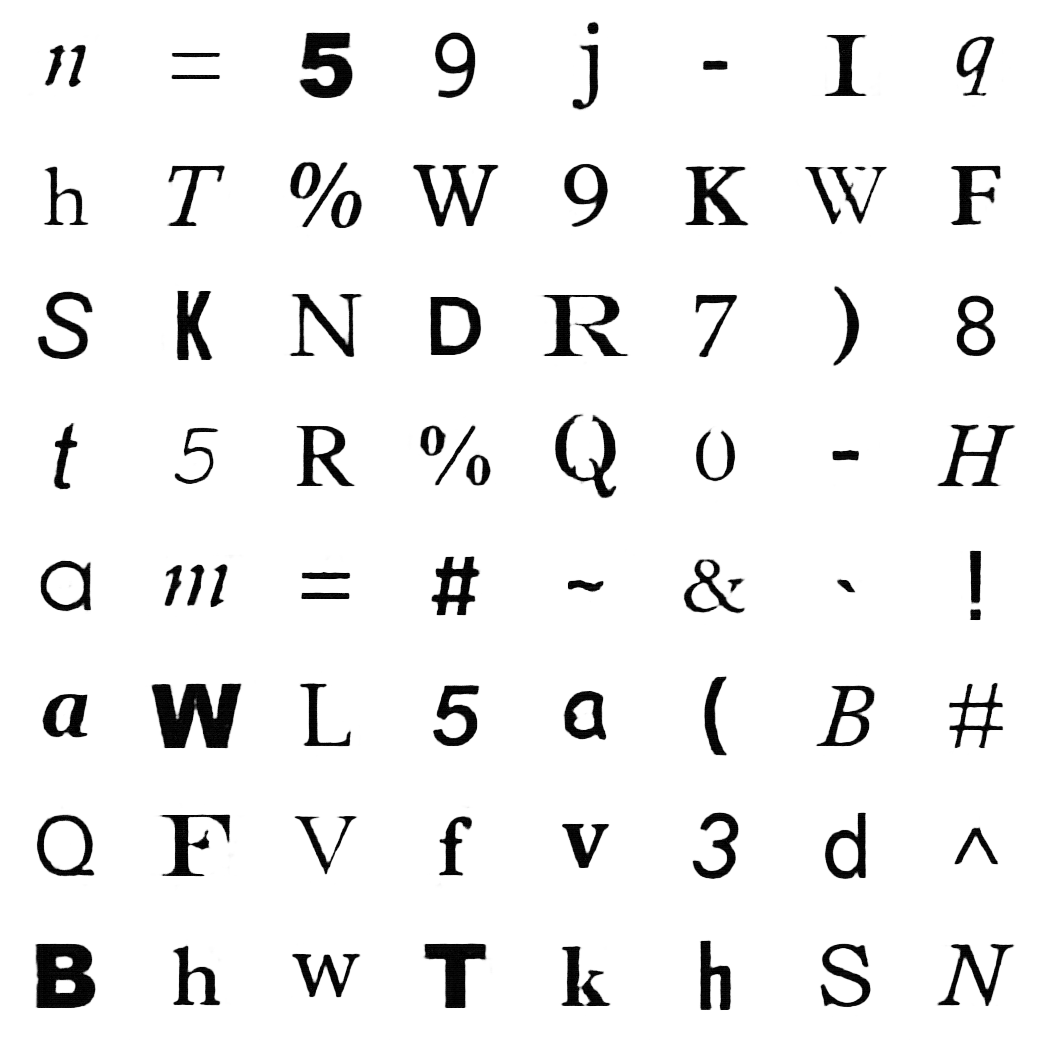 n = 5 9 j - I q
h T % W 9 K W F
S K N D R 7 ) 8
t 5 R % Q 0 - H
a m = # ~ & ` !
a W L 5 a ( B #
Q F V f v 3 d ^
B h w T k h S N